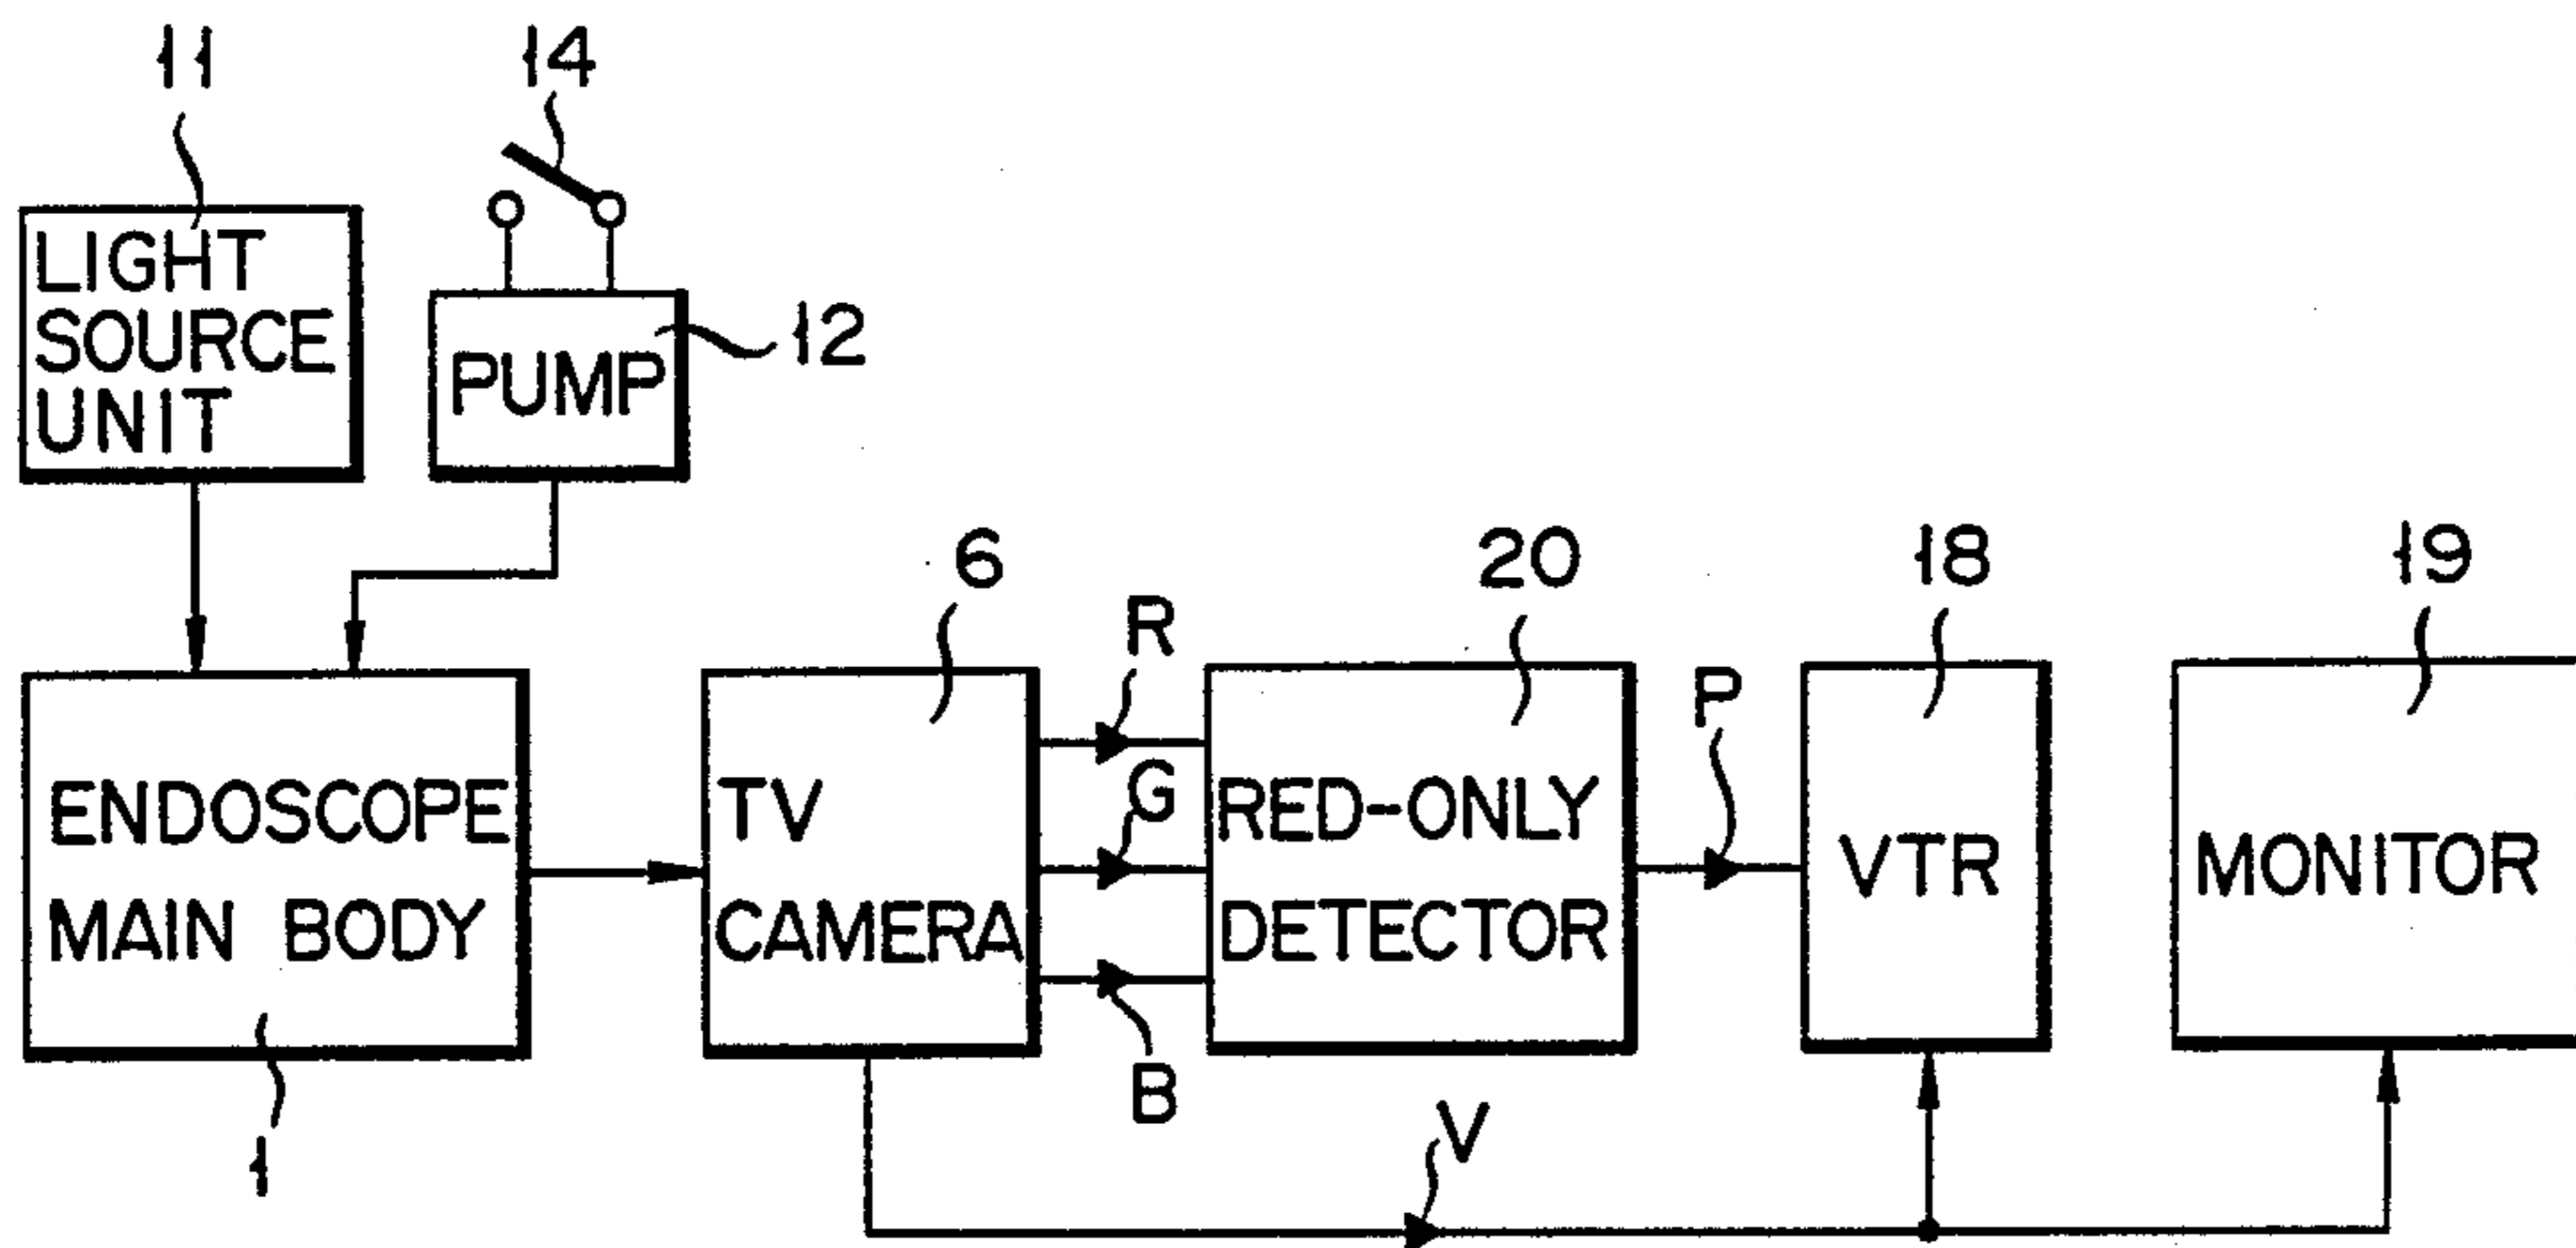 11
14
LIGHT
SOURCE
UNIT
PUMP
12
6
20
18
19
R
P
G
ENDOSCOPE
MAIN BODY
TV
CAMERA
RED-ONLY
DETECTOR
VTR
MONITOR
B
V
1